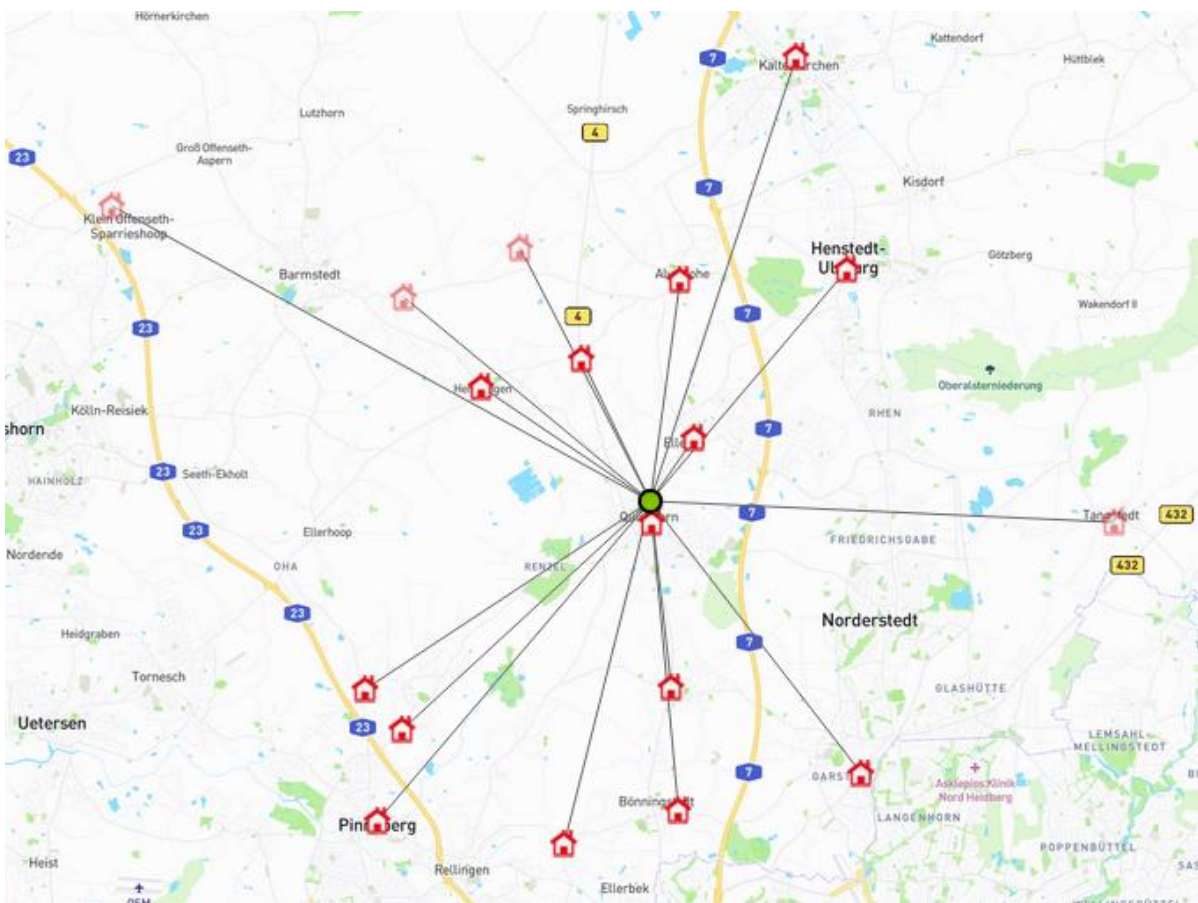 Hörnerkirchen
Kattendorf
Hüttblek
7
Kaltenkirchen
Lutzhorn
Springhirsch
4
Groß Offenseth-
Aspern
23
Kisdorf
7
Klein Offenseth-
Sparrieshoop
Henstedt-
Götzberg
Barmstedt
Wakendorf II
7
4
23
Oberalsterniederung
Kölln-Reisiek
RHEN
shorn
7
HAINHOLZ
23
Seeth-Ekholt
7
432
23
Ellerhoop
FRIEDRICHSGABE
Nordende
OHA
RENZEL
432
23
Norderstedt
Heidgraben
7
Tornesch
GLASHÜTTE
Uetersen
23
LEMSAHL-
MELLINGSTEDT
7
Asklepios Klinik
Nord Heidberg
LANGENHORN
POPPENBÜTTEL
Heist
Rellingen
SAS
Ellerbek